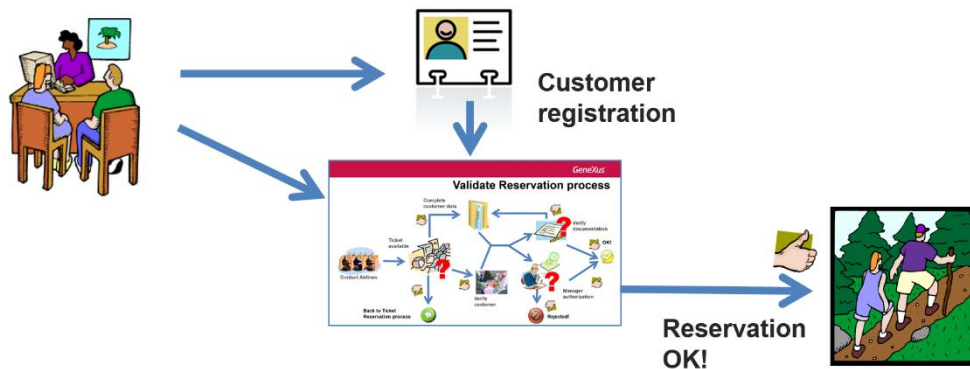 Customer
registration
GeneXus
Validate Reservation process
Complete
customer data
Verify
documentation
Ticket
available
OK!
Contact Airlines
Verify
customer
Manager
authorization
Back to Ticket
Reservation process
Rejected!
Reservation
OK!